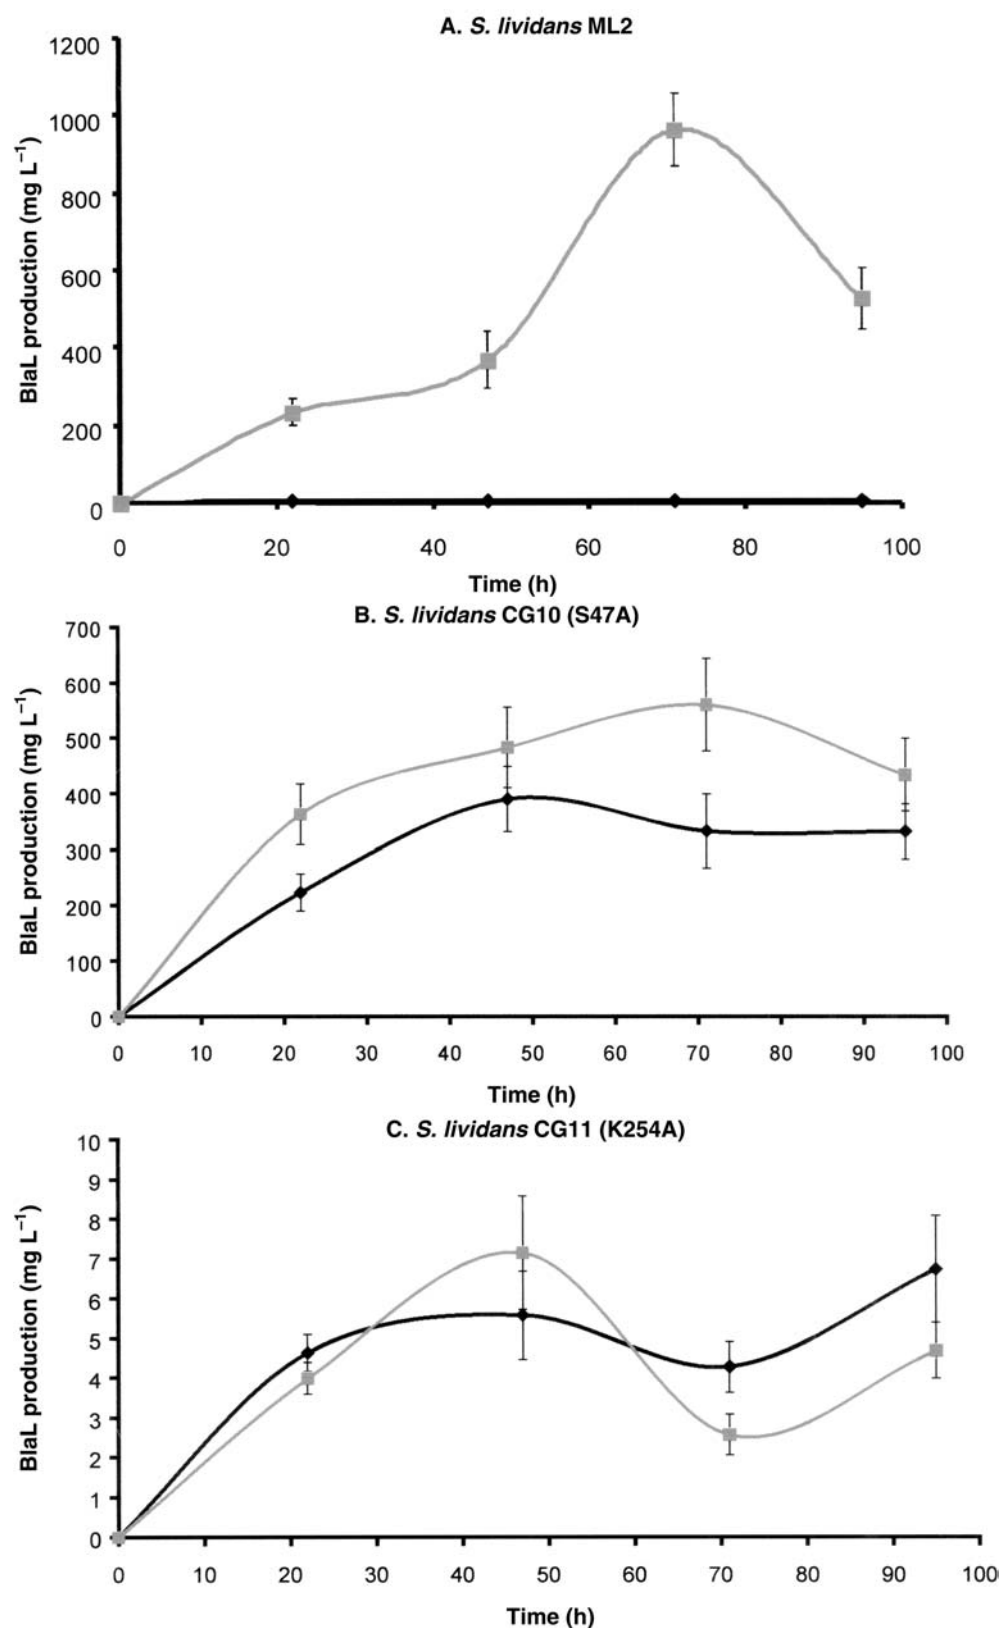 A. S. lividans ML2
1200
1000
800
600
400
200
0
BlaL production (mg L⁻¹)
0 20 40 60 80 100
Time (h)
B. S. lividans CG10 (S47A)
700
600
500
400
300
200
100
0
BlaL production (mg L⁻¹)
0 10 20 30 40 50 60 70 80 90 100
Time (h)
C. S. lividans CG11 (K254A)
10
9
8
7
6
5
4
3
2
1
0
BlaL production (mg L⁻¹)
0 10 20 30 40 50 60 70 80 90 100
Time (h)